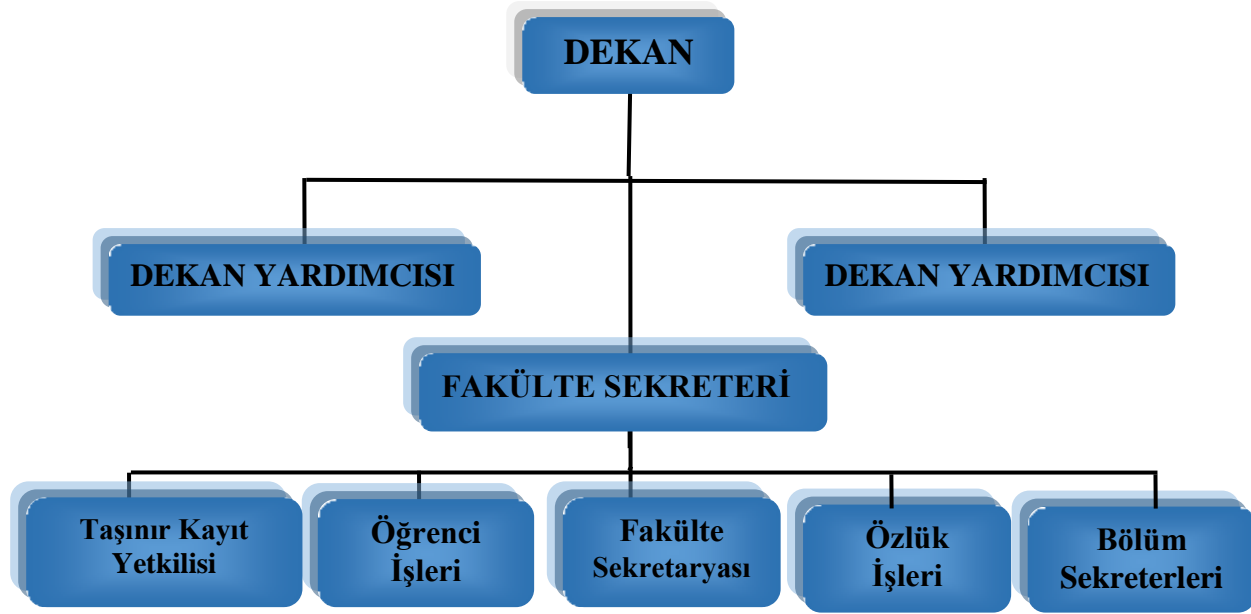 DEKAN
DEKAN YARDIMCISI
DEKAN YARDIMCISI
FAKÜLTE SEKRETERİ
Taşınır Kayıt
Yetkilisi
Öğrenci
İşleri
Fakülte
Sekretaryası
Özlük
İşleri
Bölüm
Sekreterleri